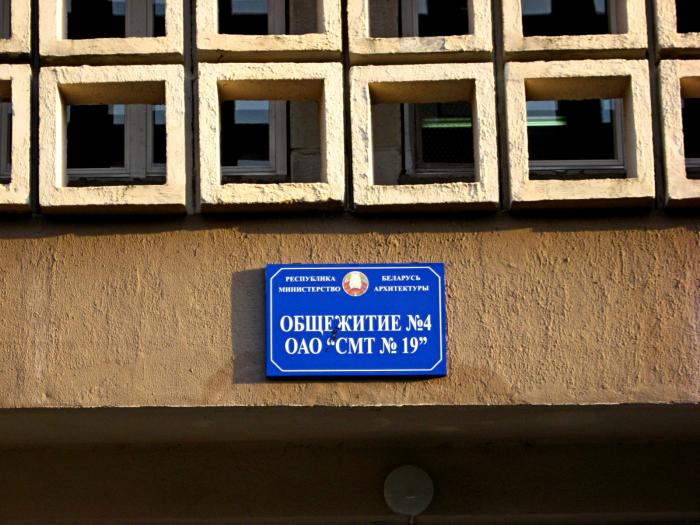 РЕСПУБЛИКА БЕЛАРУСЬ
МИНИСТЕРСТВО АРХИТЕКТУРЫ
ОБЩЕЖИТИЕ №4
ОАО "СМТ № 19"